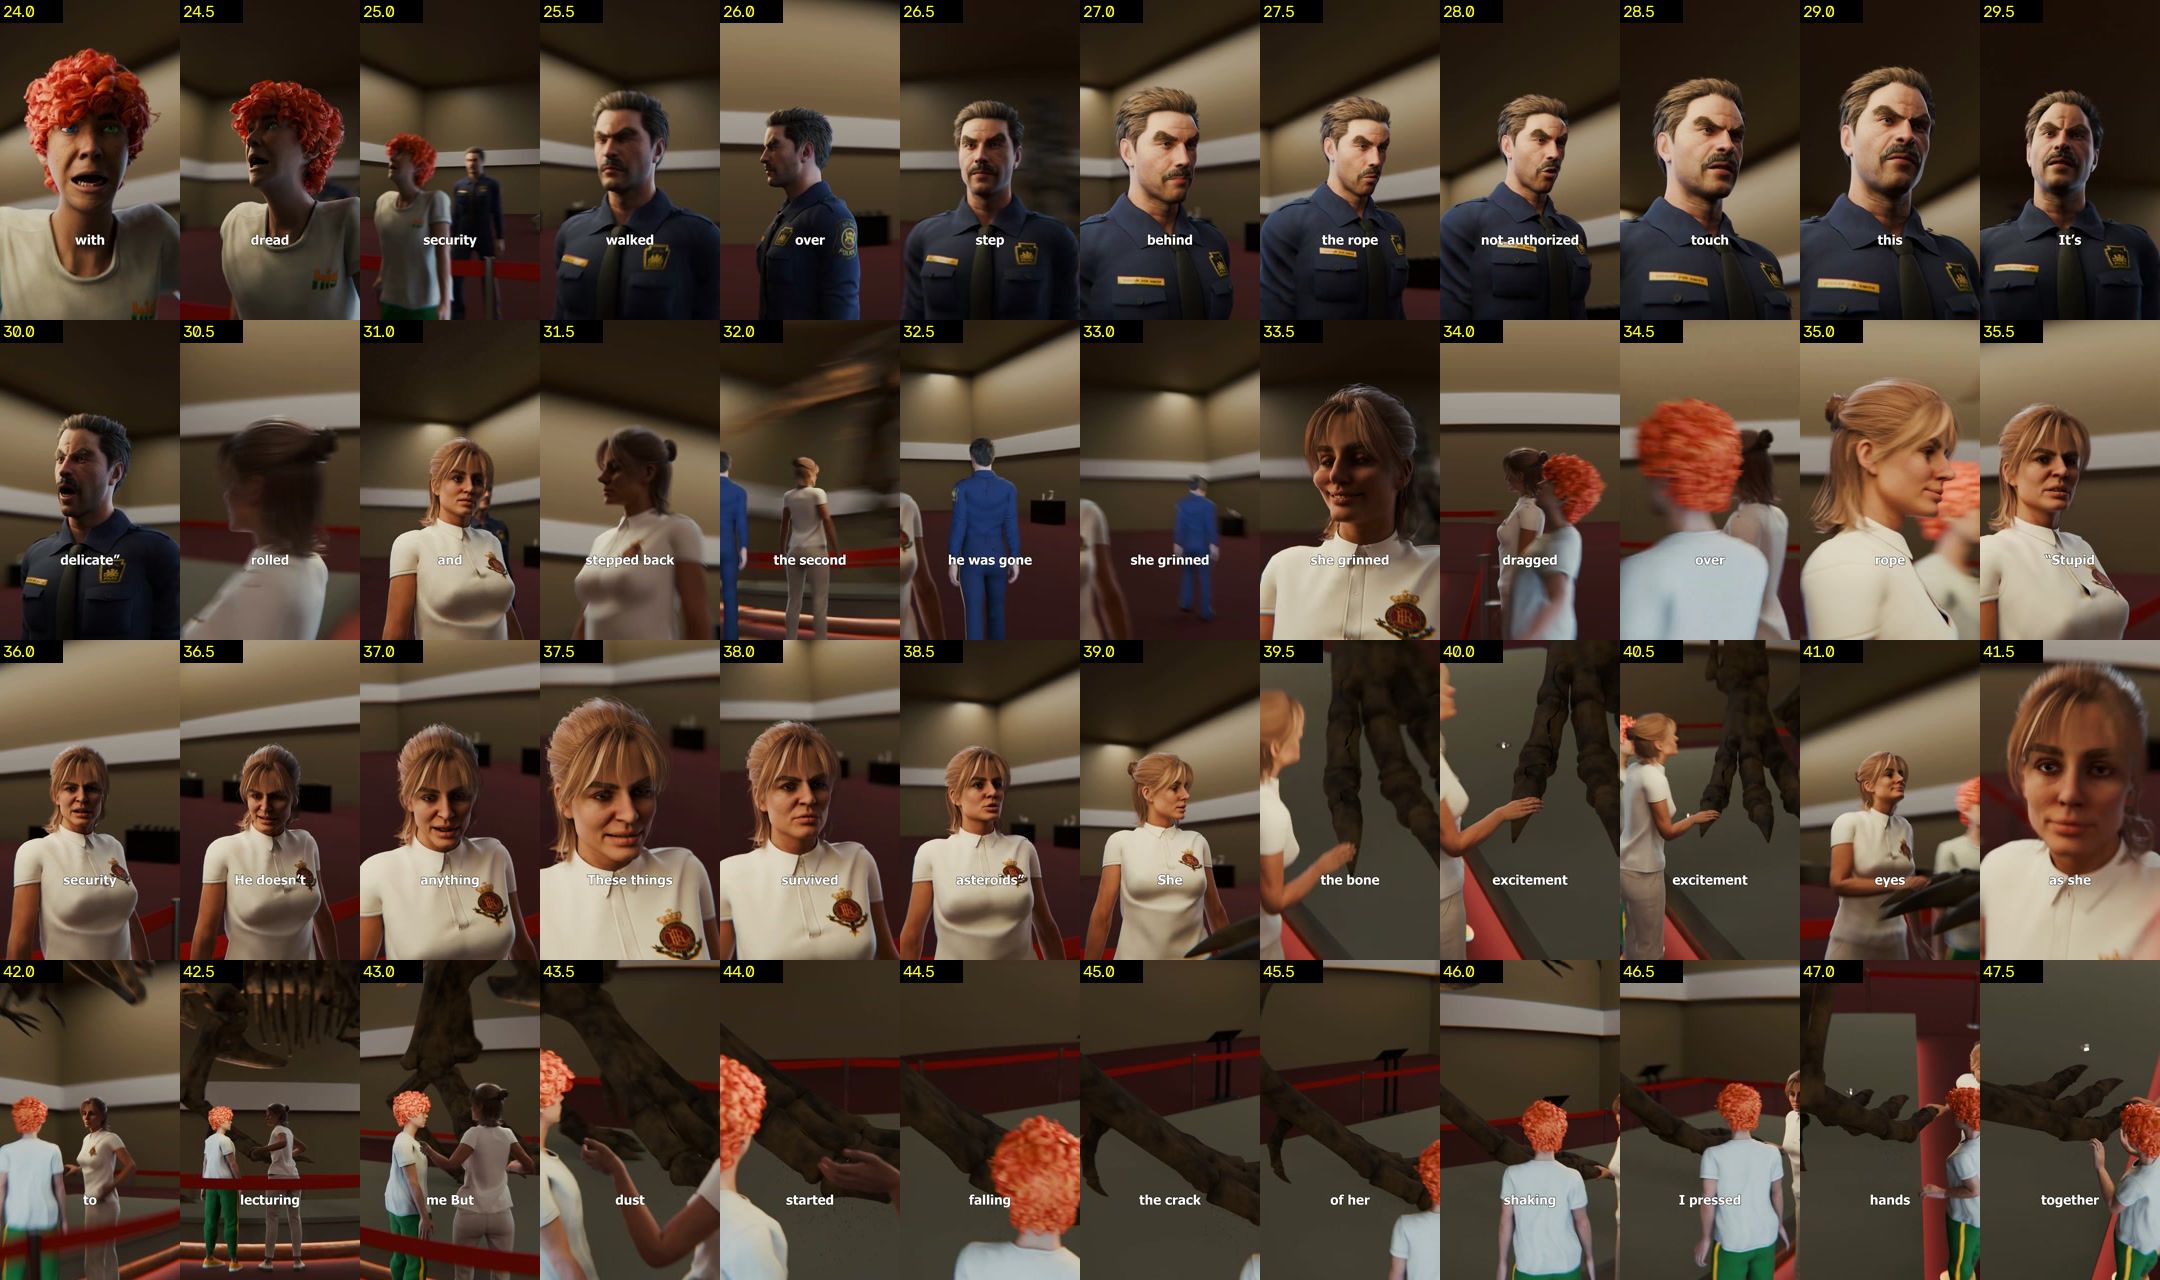 24.0 24.5 25.0 25.5 26.0 26.5 27.0 27.5 28.0 28.5 29.0 29.5
with dread security walked over step behind the rope not authorized touch this It's
30.0 30.5 31.0 31.5 32.0 32.5 33.0 33.5 34.0 34.5 35.0 35.5
delicate” rolled and stepped back the second he was gone she grinned she grinned dragged over rope “Stupid
36.0 36.5 37.0 37.5 38.0 38.5 39.0 39.5 40.0 40.5 41.0 41.5
security He doesn't anything These things survived asteroids” She the bone excitement excitement eyes as she
42.0 42.5 43.0 43.5 44.0 44.5 45.0 45.5 46.0 46.5 47.0 47.5
to lecturing me But dust started falling the crack of her shaking I pressed hands together